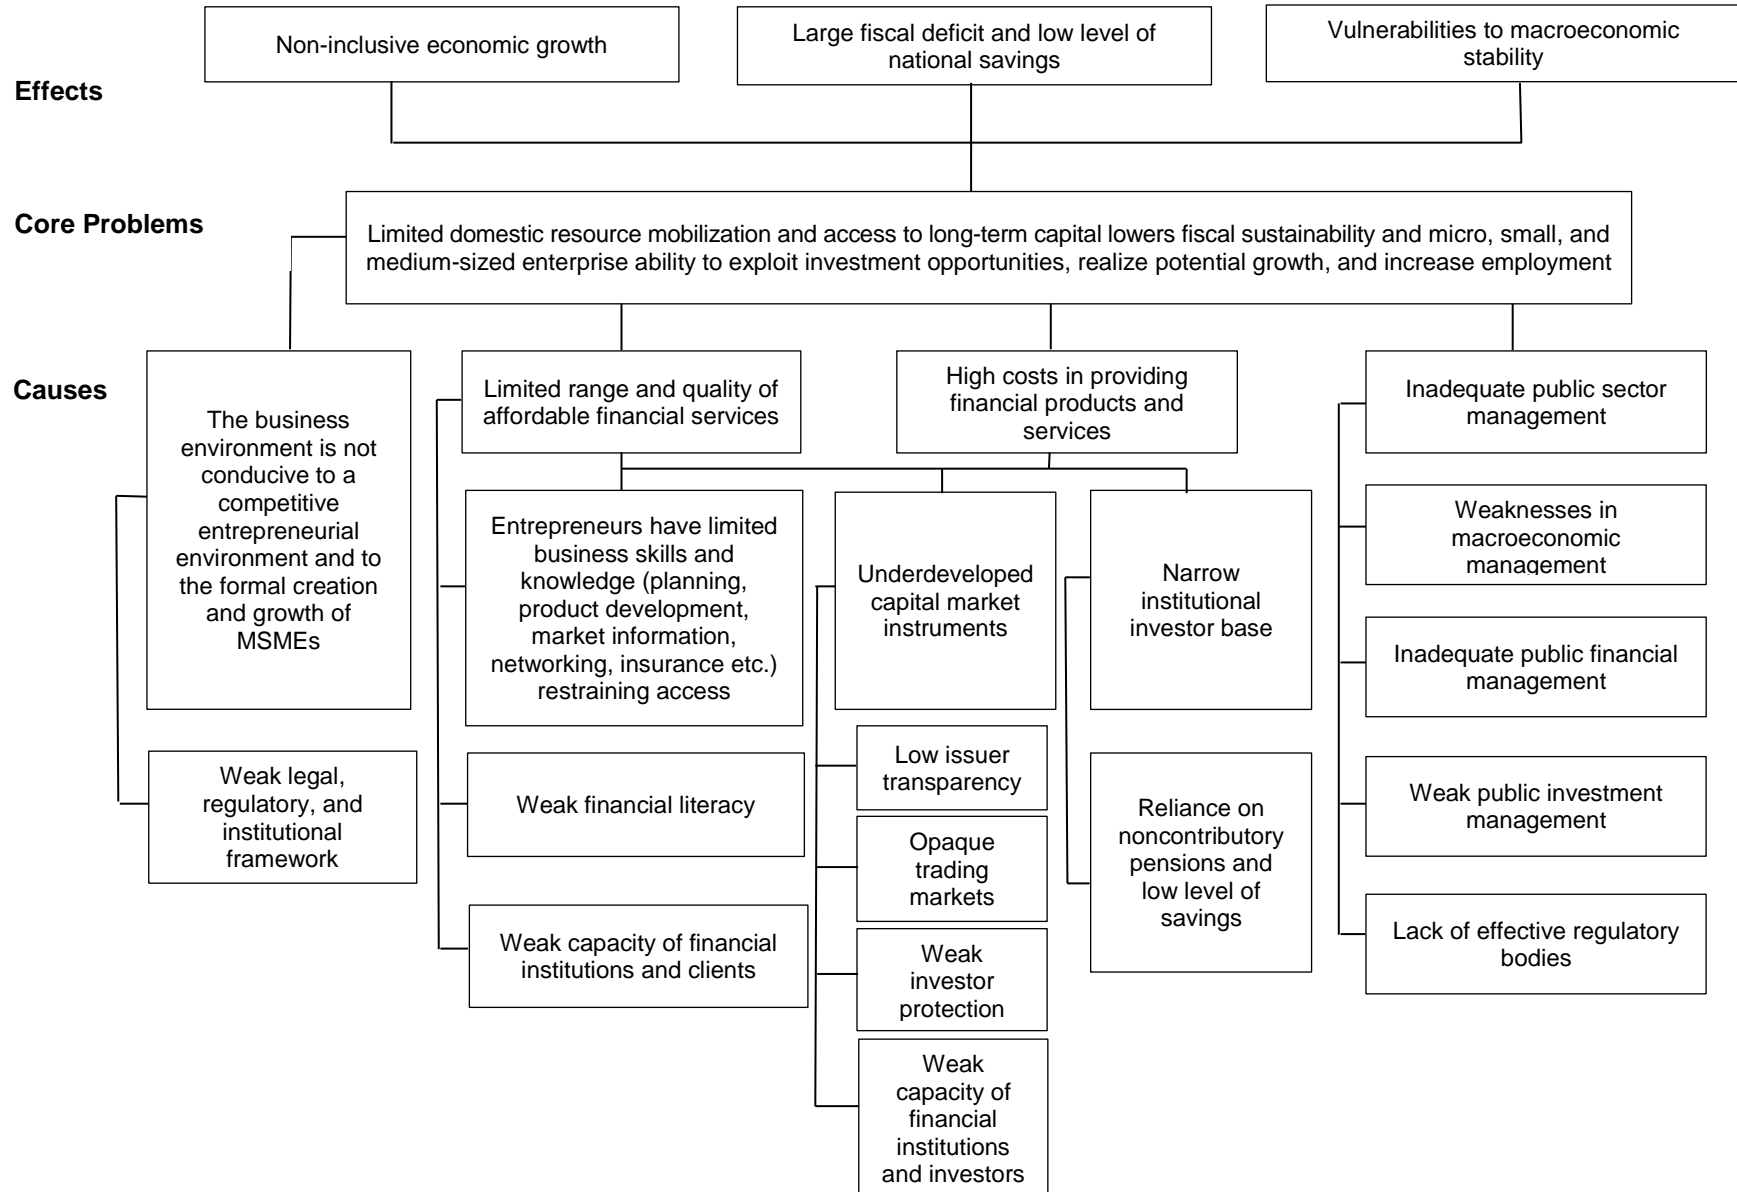 Effects
Non-inclusive economic growth
Large fiscal deficit and low level of
national savings
Vulnerabilities to macroeconomic
stability
Core Problems
Limited domestic resource mobilization and access to long-term capital lowers fiscal sustainability and micro, small, and
medium-sized enterprise ability to exploit investment opportunities, realize potential growth, and increase employment
Causes
The business
environment is not
conducive to a
competitive
entrepreneurial
environment and to
the formal creation
and growth of
MSMEs
Weak legal,
regulatory, and
institutional
framework
Limited range and quality of
affordable financial services
Entrepreneurs have limited
business skills and
knowledge (planning,
product development,
market information,
networking, insurance etc.)
restraining access
Weak financial literacy
Weak capacity of financial
institutions and clients
High costs in providing
financial products and
services
Underdeveloped
capital market
instruments
Low issuer
transparency
Opaque
trading
markets
Weak
investor
protection
Weak
capacity of
financial
institutions
and investors
Narrow
institutional
investor base
Reliance on
noncontributory
pensions and
low level of
savings
Inadequate public sector
management
Weaknesses in
macroeconomic
management
Inadequate public financial
management
Weak public investment
management
Lack of effective regulatory
bodies